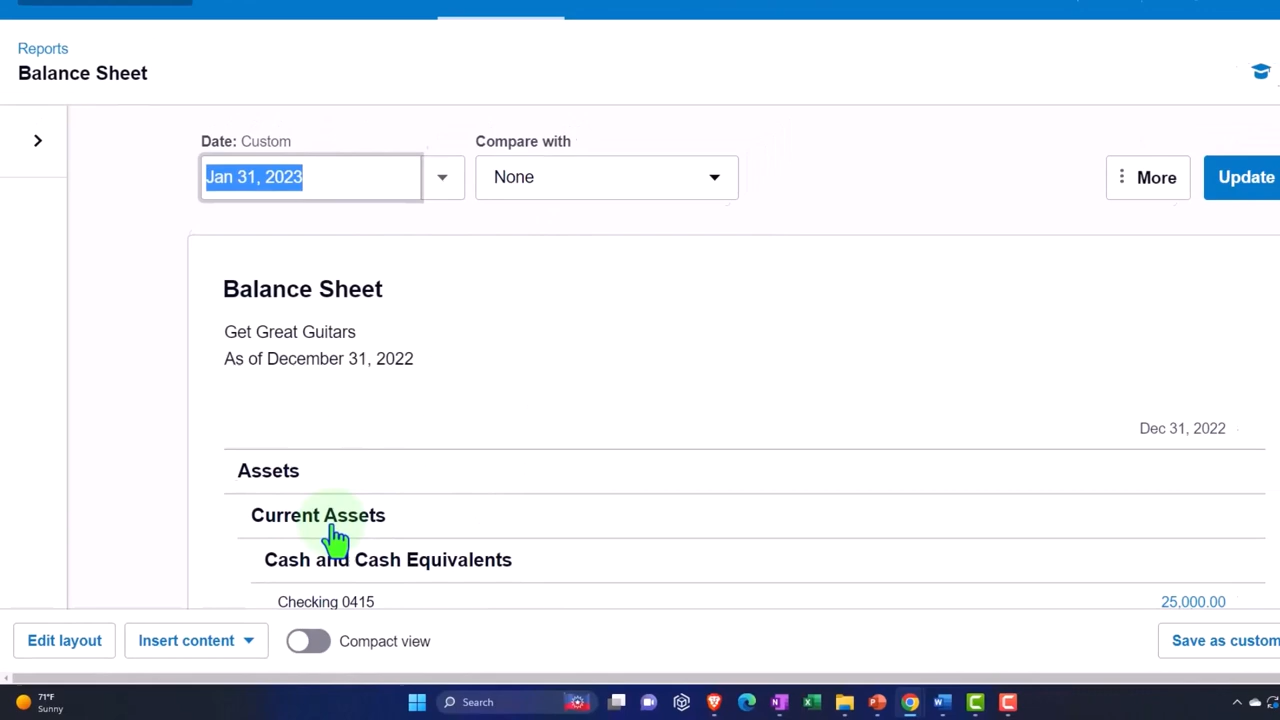 Reports
Balance Sheet
Date: Custom
Compare with
Jan 31, 2023
None
More
Update
Balance Sheet
Get Great Guitars
As of December 31, 2022
Dec 31, 2022
Assets
Current Assets
Cash and Cash Equivalents
Checking 0415
25,000.00
Edit layout
Insert content
Compact view
Save as custom
71°F
Sunny
Search